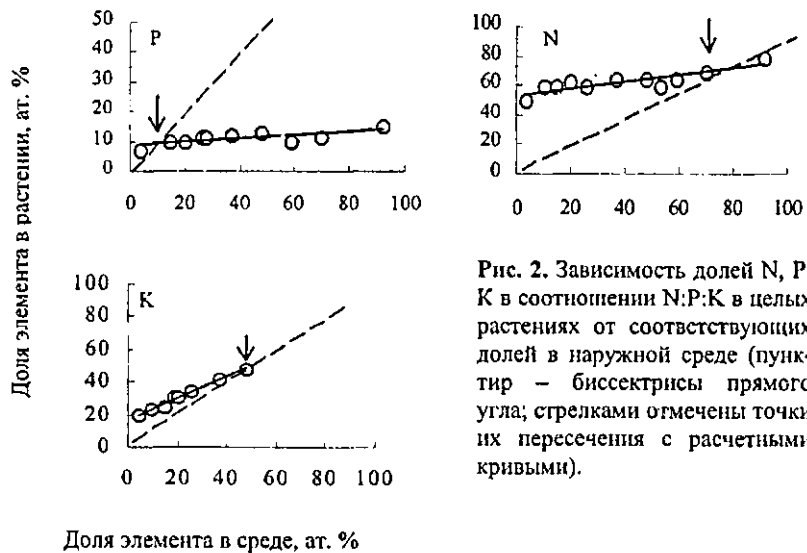 Доля элемента в растении, ат. %
50
40
30
20
10
0
P
0 20 40 60 80 100
100
80
60
40
20
0
N
0 20 40 60 80 100
100
80
60
40
20
0
K
0 20 40 60 80 100
Доля элемента в среде, ат. %
Рис. 2. Зависимость долей N, P
K в соотношении N:P:K в целых
растениях от соответствующих
долей в наружной среде (пунк-
тир – биссектрисы прямого
угла; стрелками отмечены точки
их пересечения с расчетными
кривыми).